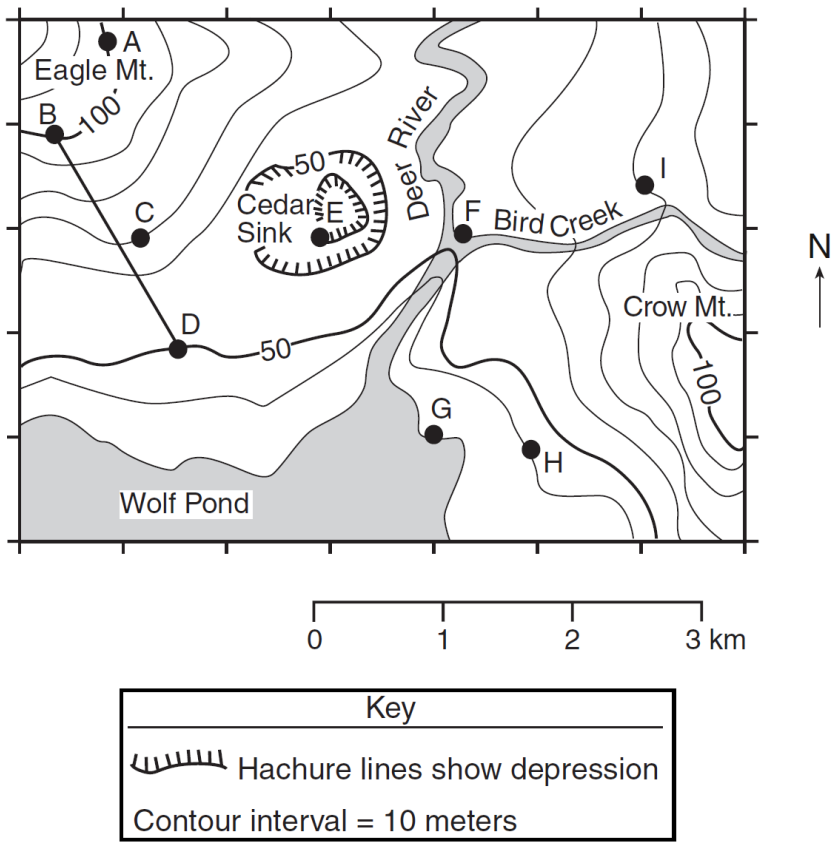 A
Eagle Mt.
B
100
C
50
Cedar
Sink
E
Deer River
F
Bird Creek
I
N
Crow Mt.
100
D
50
G
H
Wolf Pond
0 1 2 3 km
Key
Hachure lines show depression
Contour interval = 10 meters